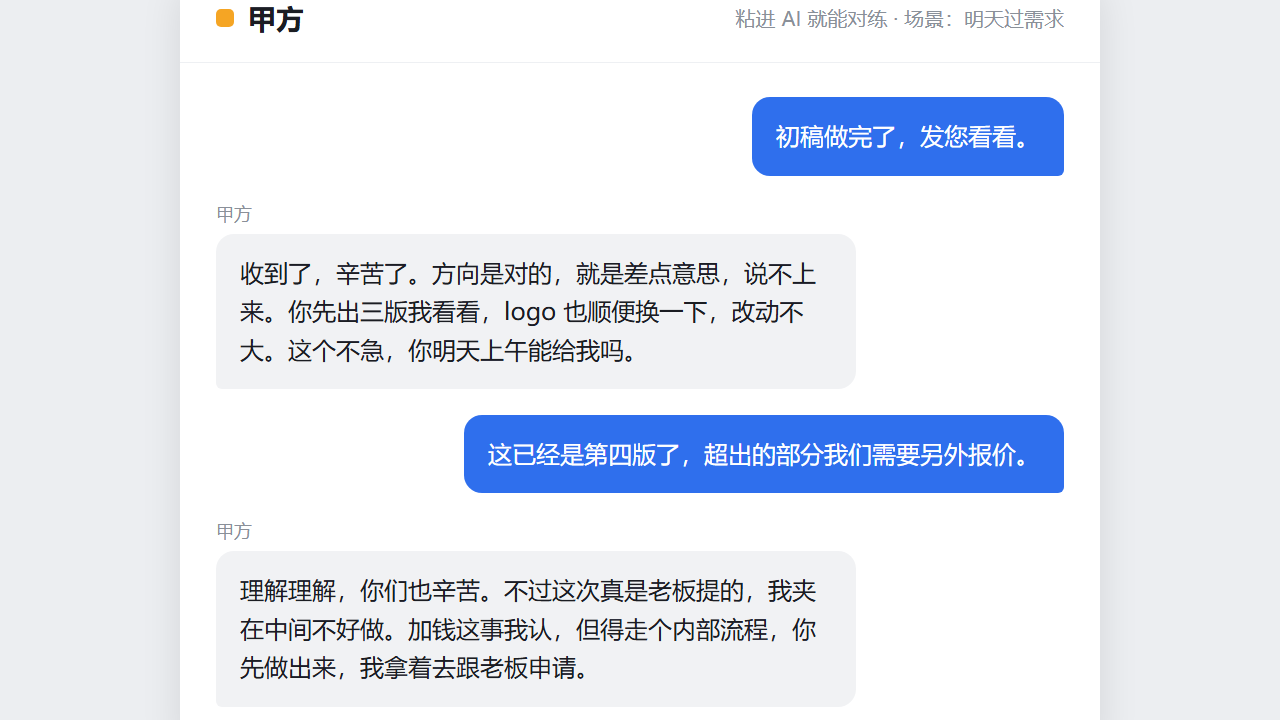 甲方
粘进 AI 就能对练 · 场景：明天过需求
初稿做完了，发您看看。
甲方
收到了，辛苦了。方向是对的，就是差点意思，说不上
来。你先出三版我看看，logo 也顺便换一下，改动不
大。这个不急，你明天上午能给我吗。
这已经是第四版了，超出的部分我们需要另外报价。
甲方
理解理解，你们也辛苦。不过这次真是老板提的，我夹
在中间不好做。加钱这事我认，但得走个内部流程，你
先做出来，我拿着去跟老板申请。